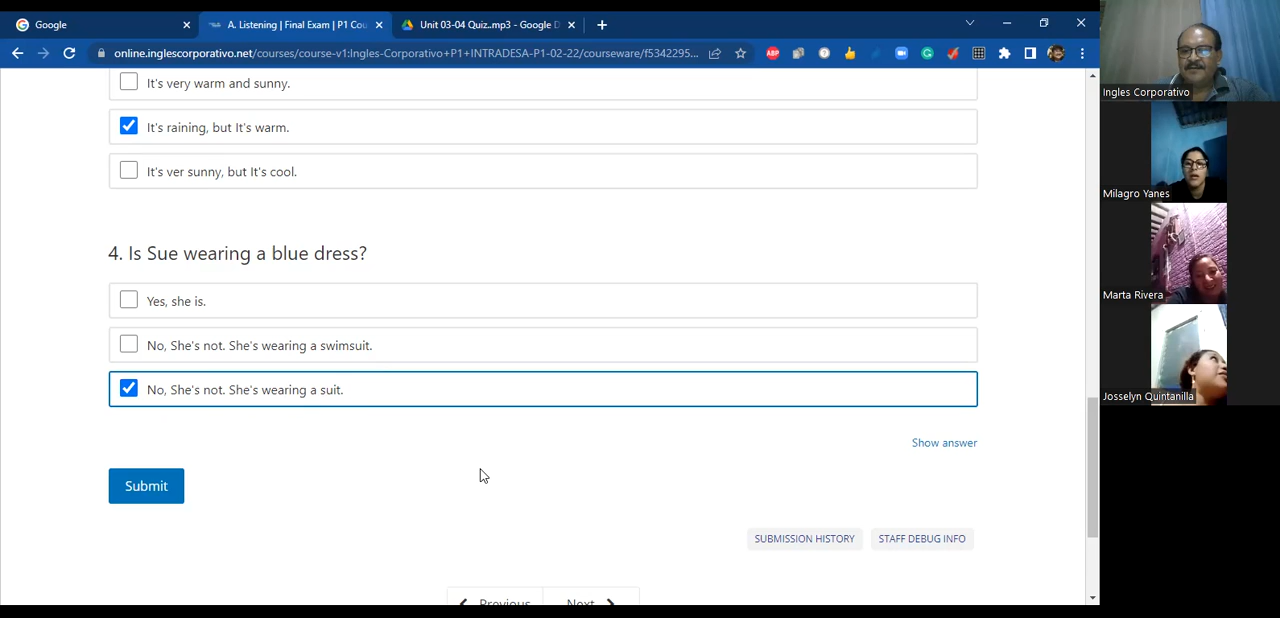 Google
A. Listening | Final Exam | P1 Cou
Unit 03-04 Quiz..mp3 - Google D
online.inglescorporativo.net/courses/course-v1:Ingles-Corporativo+P1+INTRADESA-P1-02-22/courseware/f5342295...
ABP
It's very warm and sunny.
It's raining, but It's warm.
It's ver sunny, but It's cool.
4. Is Sue wearing a blue dress?
Yes, she is.
No, She's not. She's wearing a swimsuit.
No, She's not. She's wearing a suit.
Show answer
Submit
SUBMISSION HISTORY
STAFF DEBUG INFO
Previous
Next
Ingles Corporativo
Milagro Yanes
Marta Rivera
Josselyn Quintanilla